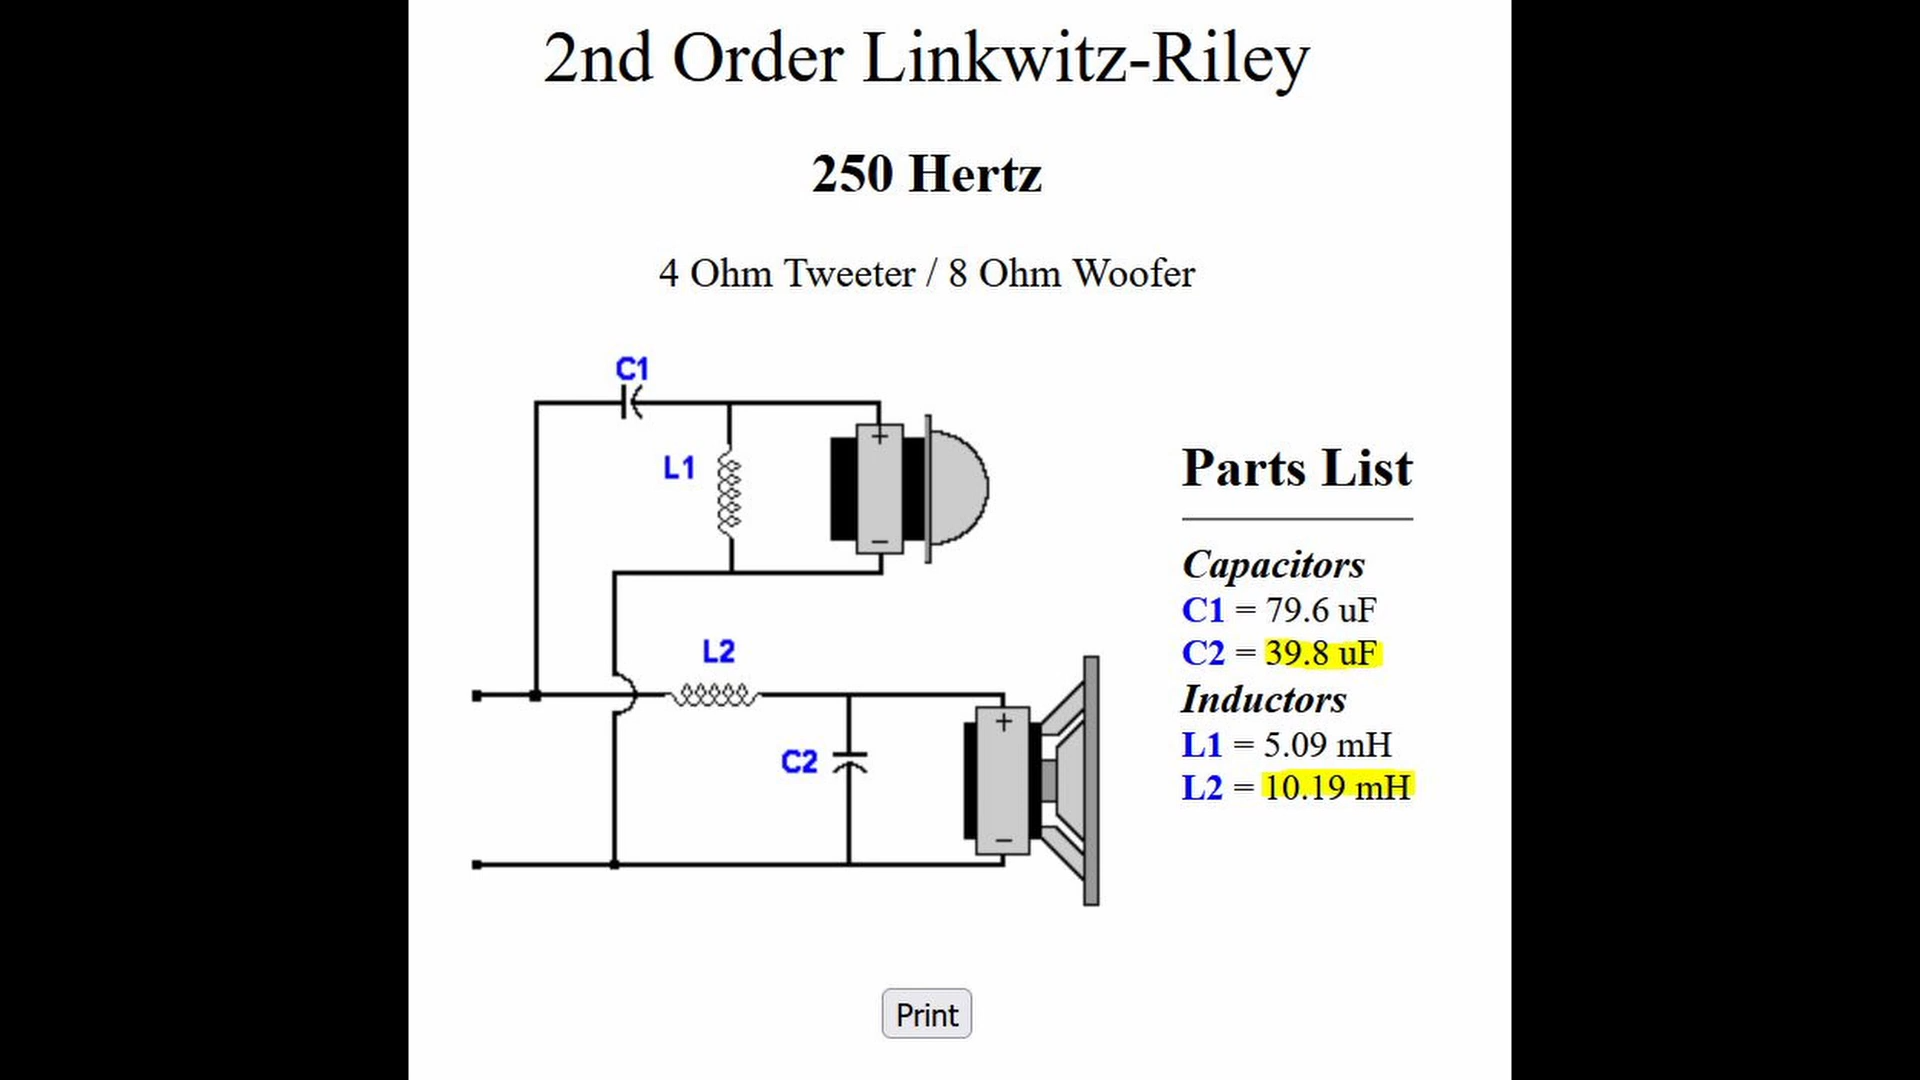 2nd Order Linkwitz-Riley
250 Hertz
4 Ohm Tweeter / 8 Ohm Woofer
C1
+
L1
−
L2
+
C2
−
Parts List
Capacitors
C1 = 79.6 uF
C2 = 39.8 uF
Inductors
L1 = 5.09 mH
L2 = 10.19 mH
Print